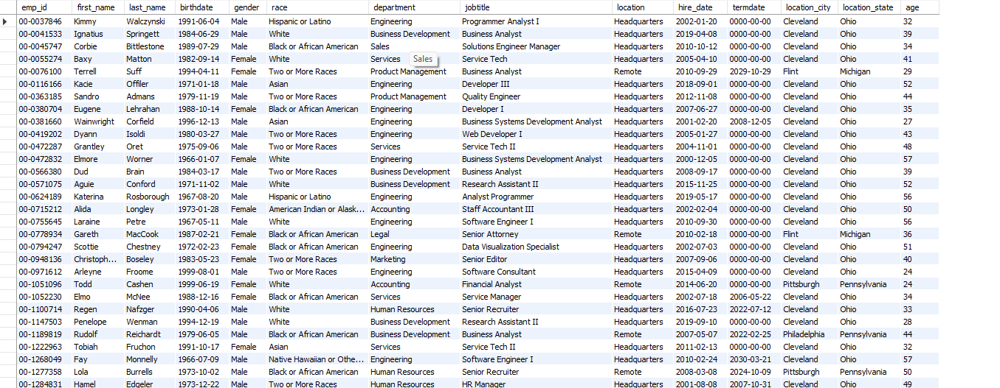 emp_id first_name last_name birthdate gender race department jobtitle location hire_date termdate location_city location_state age
00-0037846 Kimmy Walczynski 1991-06-04 Male Hispanic or Latino Engineering Programmer Analyst I Headquarters 2002-01-20 0000-00-00 Cleveland Ohio 32
00-0041533 Ignatius Springett 1984-06-29 Male White Business Development Business Analyst Headquarters 2019-04-08 0000-00-00 Cleveland Ohio 39
00-0045747 Corbie Bittlestone 1989-07-29 Male Black or African American Sales Solutions Engineer Manager Headquarters 2010-10-12 0000-00-00 Cleveland Ohio 34
00-0055274 Baxy Matton 1982-09-14 Female White Services Sales Service Tech Headquarters 2005-04-10 0000-00-00 Cleveland Ohio 41
00-0076100 Terrell Suff 1994-04-11 Female Two or More Races Product Management Business Analyst Remote 2010-09-29 2029-10-29 Flint Michigan 29
00-0116166 Kacie Offiler 1971-01-18 Male Asian Engineering Developer III Headquarters 2018-09-01 0000-00-00 Cleveland Ohio 52
00-0363185 Sandro Admans 1979-11-19 Male Two or More Races Product Management Quality Engineer Headquarters 2012-11-08 0000-00-00 Cleveland Ohio 44
00-0380704 Eugene Lehrahan 1988-10-14 Female Black or African American Engineering Developer I Headquarters 2007-06-27 0000-00-00 Cleveland Ohio 35
00-0381660 Wainwright Corfield 1996-12-13 Male Asian Engineering Business Systems Development Analyst Headquarters 2001-02-20 2008-12-05 Cleveland Ohio 27
00-0419202 Dyann Isoldi 1980-03-27 Male Two or More Races Engineering Web Developer I Headquarters 2005-01-27 0000-00-00 Cleveland Ohio 43
00-0472287 Grantley Oret 1975-09-06 Male Two or More Races Services Service Tech II Headquarters 2004-11-01 0000-00-00 Cleveland Ohio 48
00-0472832 Elmore Worner 1966-01-07 Female White Engineering Business Systems Development Analyst Headquarters 2000-12-05 0000-00-00 Cleveland Ohio 57
00-0566380 Dud Brain 1984-03-17 Male Two or More Races Business Development Business Analyst Headquarters 2008-09-17 0000-00-00 Cleveland Ohio 39
00-0571075 Aguie Conford 1971-11-02 Male White Business Development Research Assistant II Headquarters 2015-11-25 0000-00-00 Cleveland Ohio 52
00-0624189 Katerina Rosborough 1967-08-20 Male Hispanic or Latino Engineering Analyst Programmer Headquarters 2019-05-17 0000-00-00 Cleveland Ohio 56
00-0715212 Alida Longley 1973-01-28 Female American Indian or Alask... Accounting Staff Accountant III Headquarters 2002-02-04 0000-00-00 Cleveland Ohio 50
00-0755645 Laraine Petre 1967-05-11 Male White Engineering Software Engineer I Headquarters 2010-09-30 0000-00-00 Cleveland Ohio 56
00-0778934 Gareth MacCook 1987-02-21 Female Black or African American Legal Senior Attorney Remote 2010-02-18 0000-00-00 Flint Michigan 36
00-0794247 Scottie Chestney 1972-02-23 Female Black or African American Engineering Data Visualization Specialist Headquarters 2002-07-03 0000-00-00 Cleveland Ohio 51
00-0948136 Christoph... Boseley 1983-05-23 Female Two or More Races Marketing Senior Editor Headquarters 2007-09-06 0000-00-00 Cleveland Ohio 40
00-0971612 Arleyne Froome 1999-08-01 Male Two or More Races Engineering Software Consultant Headquarters 2015-04-09 0000-00-00 Cleveland Ohio 24
00-1051096 Todd Cashen 1999-06-19 Female White Accounting Financial Analyst Remote 2014-06-20 0000-00-00 Pittsburgh Pennsylvania 24
00-1052230 Elmo McNee 1988-12-16 Female Black or African American Services Service Manager Headquarters 2002-07-18 2006-05-22 Cleveland Ohio 34
00-1100714 Regen Nafzger 1990-04-06 Male White Human Resources Senior Recruiter Headquarters 2016-07-23 2022-07-12 Cleveland Ohio 33
00-1147503 Penelope Wenman 1994-12-19 Male White Business Development Research Assistant II Headquarters 2019-09-10 0000-00-00 Cleveland Ohio 28
00-1189819 Rudolf Reichardt 1979-06-05 Male Black or African American Business Development Business Analyst Remote 2007-05-07 2022-02-25 Philadelphia Pennsylvania 44
00-1222963 Tobiah Fruchon 1991-10-17 Female Asian Services Service Tech II Headquarters 2011-02-13 0000-00-00 Cleveland Ohio 32
00-1268049 Fay Monnelly 1966-07-09 Male Native Hawaiian or Othe... Engineering Software Engineer I Headquarters 2010-02-24 2030-03-21 Cleveland Ohio 57
00-1277358 Lola Burrells 1973-10-02 Male Black or African American Human Resources Senior Recruiter Remote 2008-03-08 2024-10-09 Pittsburgh Pennsylvania 50
00-1284831 Hamel Edgeler 1973-12-22 Male Two or More Races Human Resources HR Manager Headquarters 2001-08-08 2007-10-31 Cleveland Ohio 49